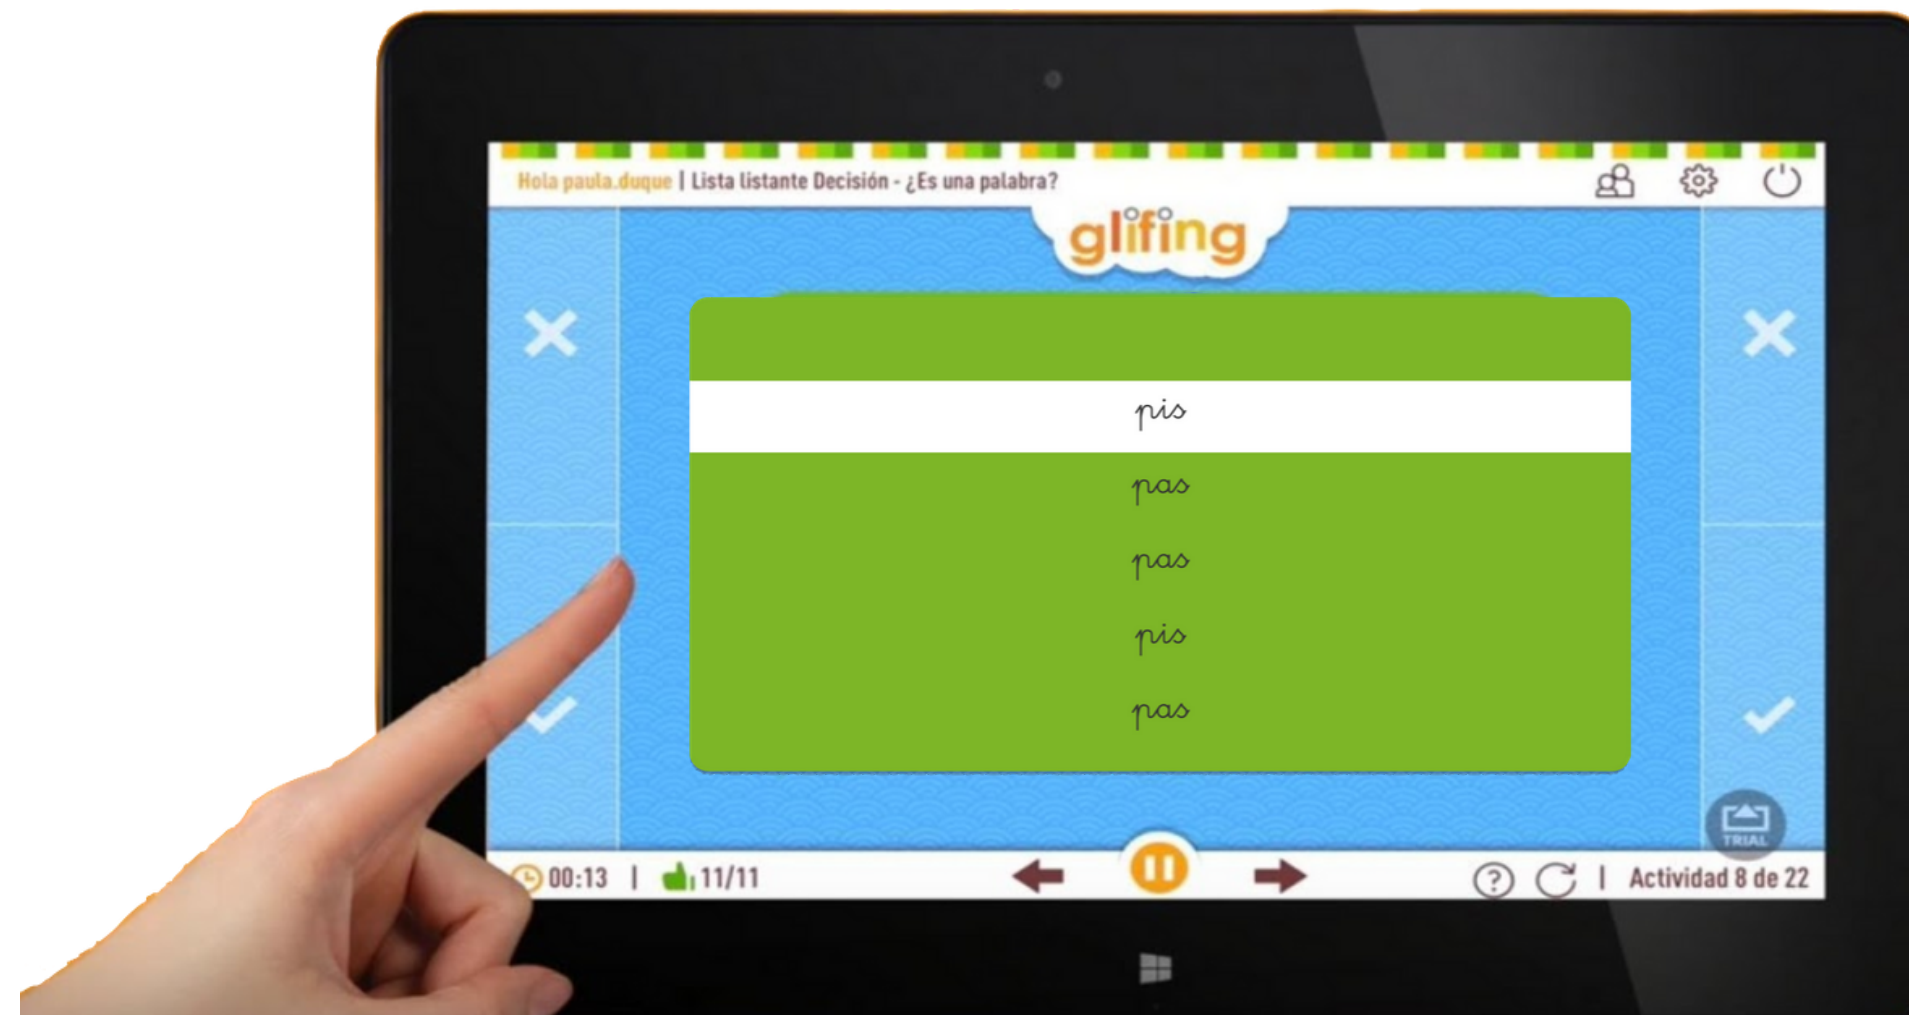 Hola paula.duque | Lista listante Decisión - ¿Es una palabra?
glifing
pis
pas
pas
pis
pas
TRIAL
00:13 | 11/11
Actividad 8 de 22